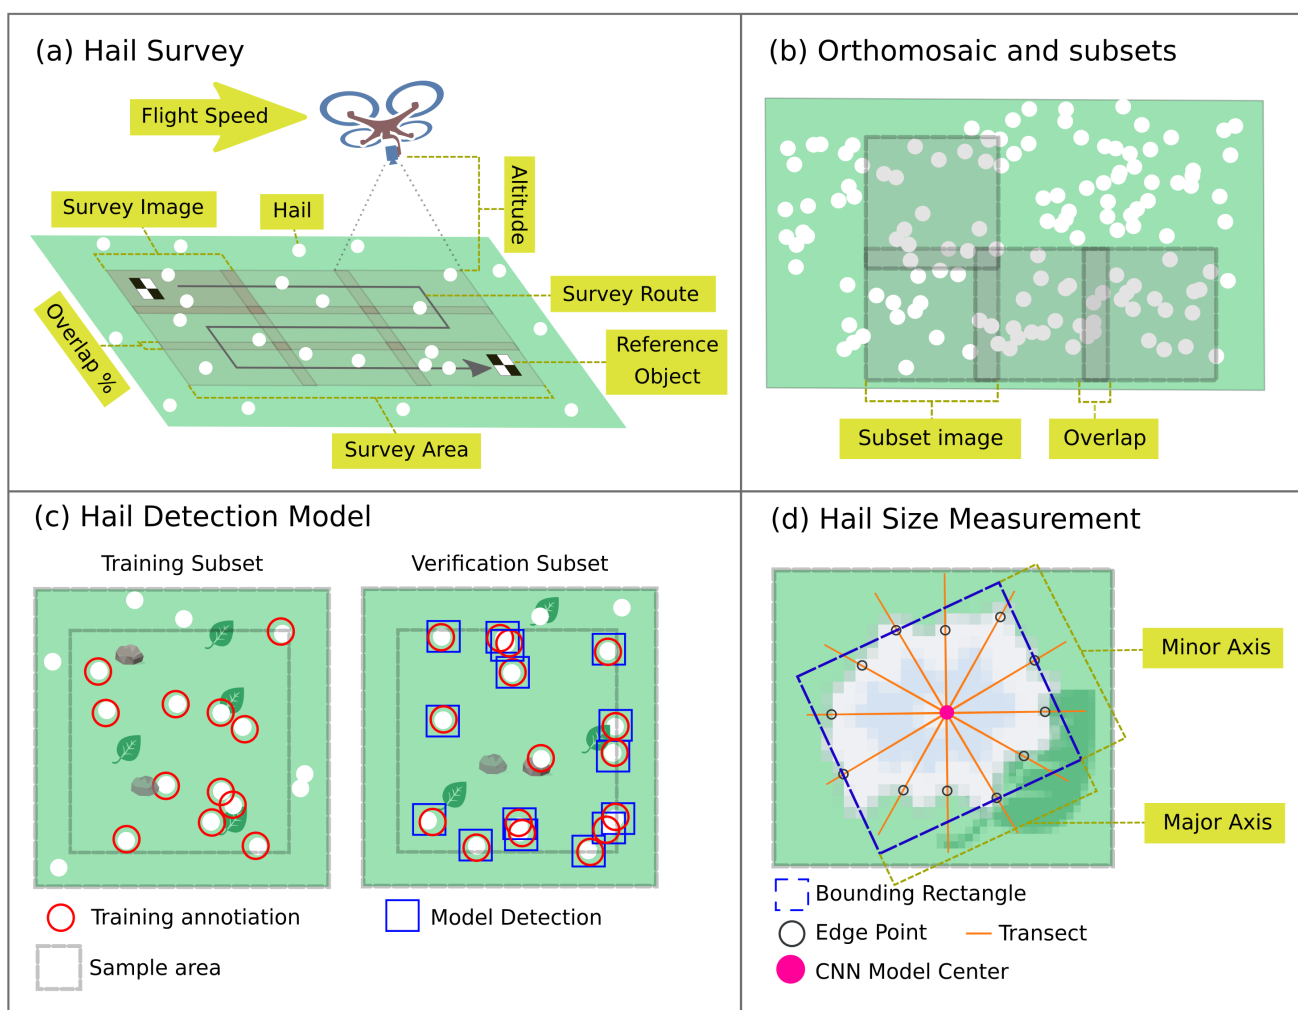 (a) Hail Survey
Flight Speed
Altitude
Survey Image
Hail
Survey Route
Overlap %
Reference
Object
Survey Area
(b) Orthomosaic and subsets
Subset image
Overlap
(c) Hail Detection Model
Training Subset
Verification Subset
Training annotiation
Model Detection
Sample area
(d) Hail Size Measurement
Minor Axis
Major Axis
Bounding Rectangle
Edge Point
Transect
CNN Model Center